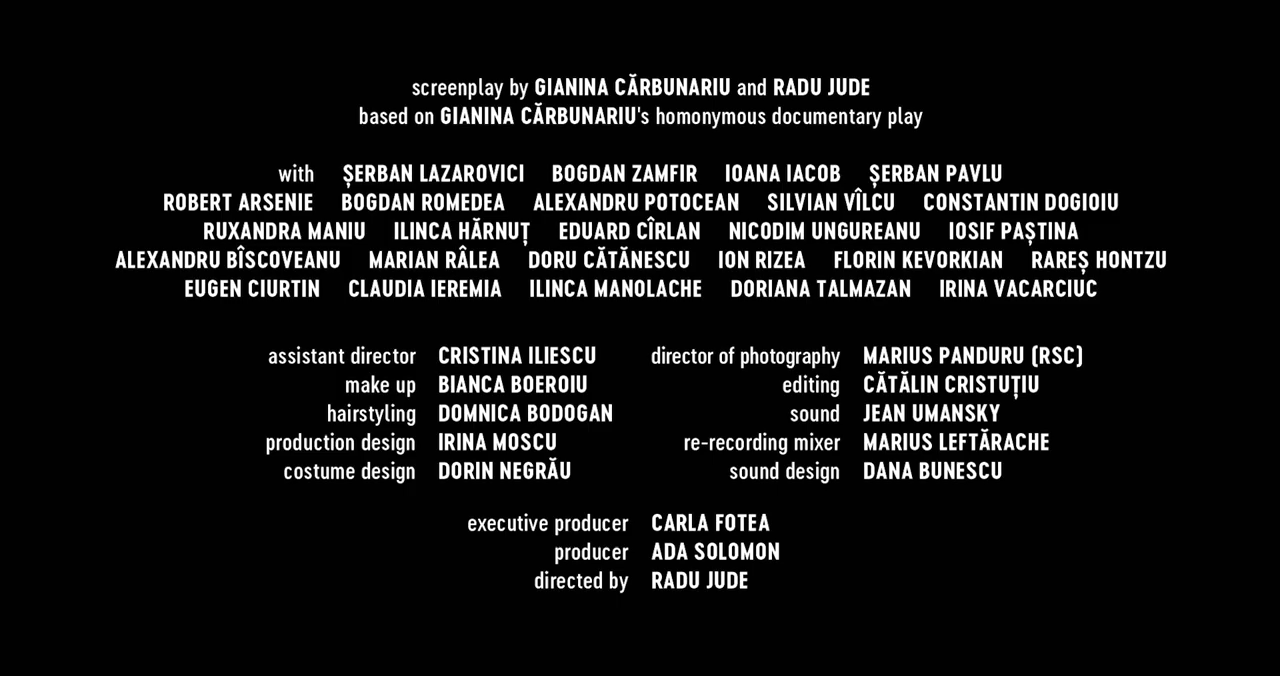 screenplay by GIANINA CĂRBUNARIU and RADU JUDE
based on GIANINA CĂRBUNARIU's homonymous documentary play
with ȘERBAN LAZAROVICI BOGDAN ZAMFIR IOANA IACOB ȘERBAN PAVLU
ROBERT ARSENIE BOGDAN ROMEDEA ALEXANDRU POTOCEAN SILVIAN VÎLCU CONSTANTIN DOGIOIU
RUXANDRA MANIU ILINCA HĂRNUȚ EDUARD CÎRLAN NICODIM UNGUREANU IOSIF PAȘTINA
ALEXANDRU BÎSCOVEANU MARIAN RÂLEA DORU CĂTĂNESCU ION RIZEA FLORIN KEVORKIAN RAREȘ HONTZU
EUGEN CIURTIN CLAUDIA IEREMIA ILINCA MANOLACHE DORIANA TALMAZAN IRINA VACARCIUC
assistant director CRISTINA ILIESCU
make up BIANCA BOEROIU
hairstyling DOMNICA BODOGAN
production design IRINA MOSCU
costume design DORIN NEGRĂU
director of photography MARIUS PANDURU (RSC)
editing CĂTĂLIN CRISTUȚIU
sound JEAN UMANSKY
re-recording mixer MARIUS LEFTĂRACHE
sound design DANA BUNESCU
executive producer CARLA FOTEA
producer ADA SOLOMON
directed by RADU JUDE